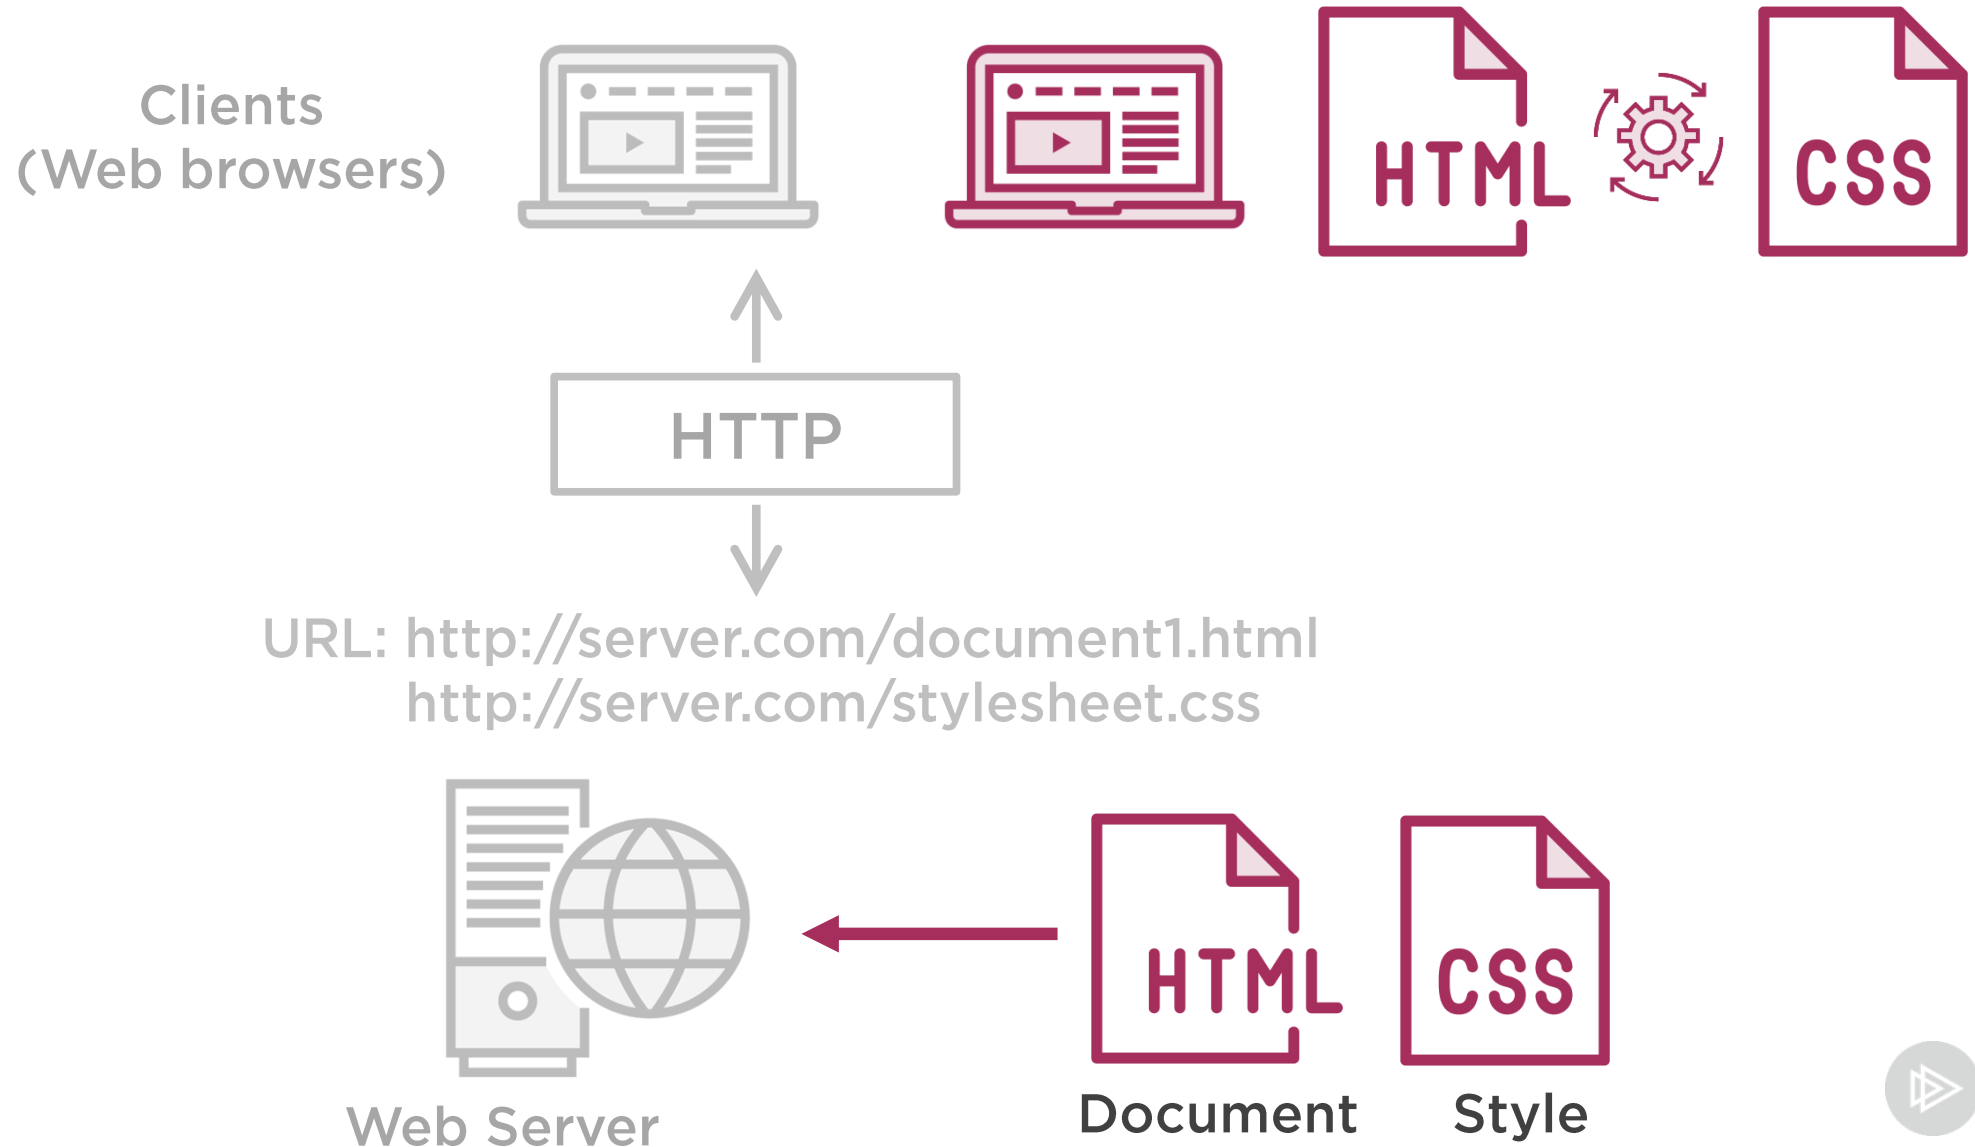 Clients
(Web browsers)
HTML
CSS
HTTP
URL: http://server.com/document1.html
http://server.com/stylesheet.css
HTML
CSS
Web Server
Document
Style